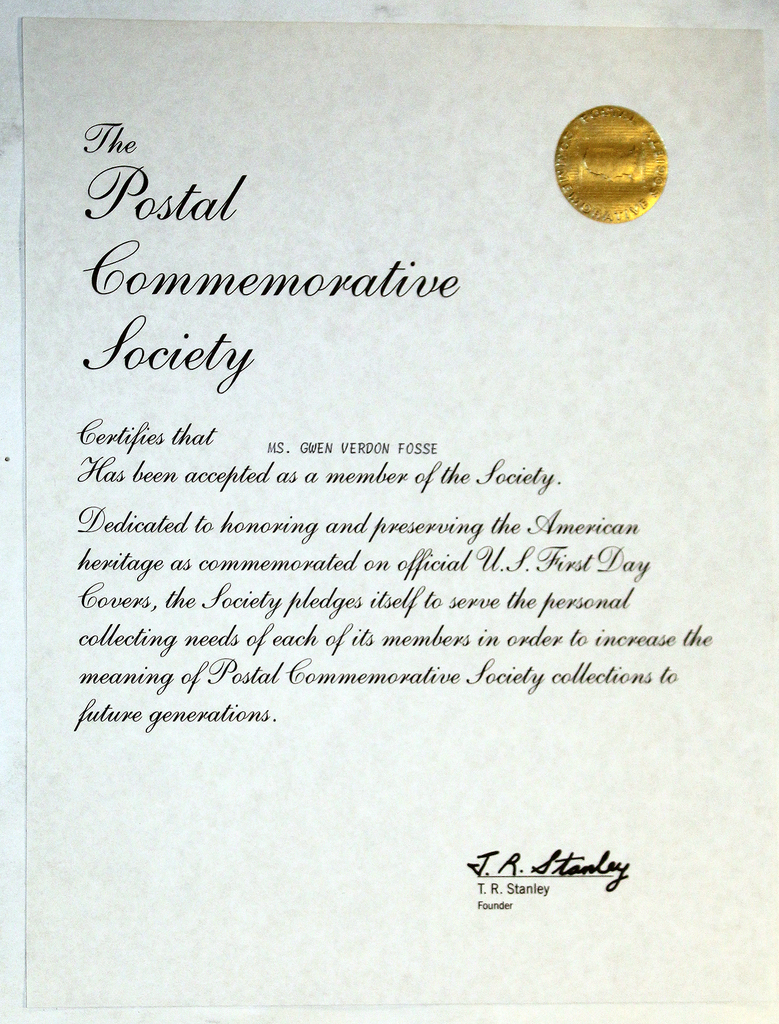 The
Postal
Commemorative
Society
POSTAL COMMEMORATIVE SOCIETY
Certifies that MS. GWEN VERDON FOSSE
Has been accepted as a member of the Society.
Dedicated to honoring and preserving the American
heritage as commemorated on official U.S. First Day
Covers, the Society pledges itself to serve the personal
collecting needs of each of its members in order to increase the
meaning of Postal Commemorative Society collections to
future generations.
T. R. Stanley
T. R. Stanley
Founder